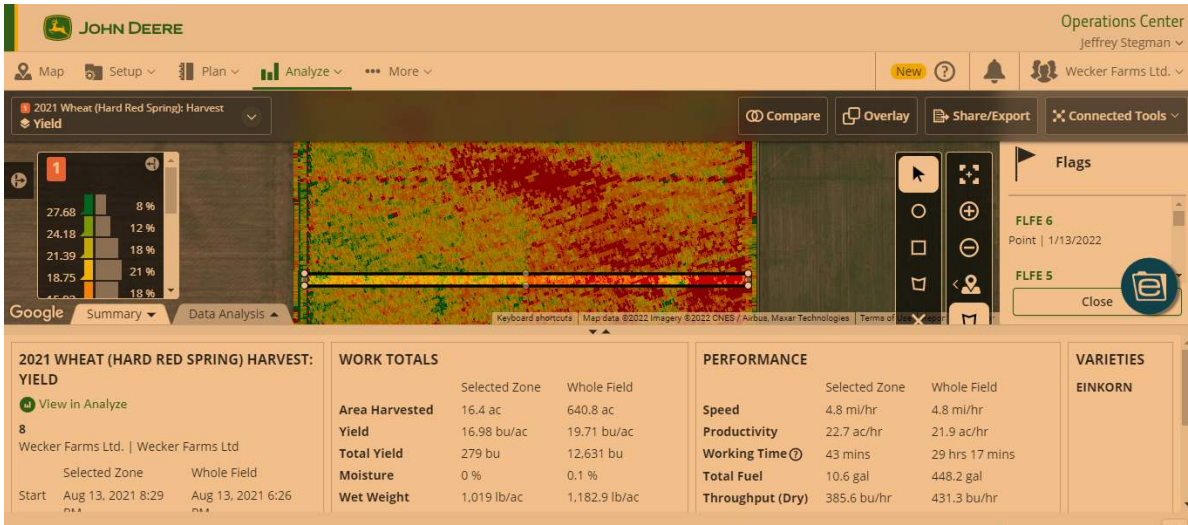 JOHN DEERE
Operations Center
Jeffrey Stegman
Map Setup Plan Analyze More New Wecker Farms Ltd.
1 2021 Wheat (Hard Red Spring): Harvest
Yield
Compare Overlay Share/Export Connected Tools
1
27.68 8 %
24.18 12 %
21.39 18 %
18.75 21 %
18 %
Flags
FLFE 6
Point | 1/13/2022
FLFE 5
Close
Google Summary Data Analysis
Keyboard shortcuts Map data ©2022 Imagery ©2022 CNES / Airbus, Maxar Technologies Terms of
2021 WHEAT (HARD RED SPRING) HARVEST:
YIELD
View in Analyze
8
Wecker Farms Ltd. | Wecker Farms Ltd
Selected Zone Whole Field
Start Aug 13, 2021 8:29 Aug 13, 2021 6:26
PM PM
WORK TOTALS
Selected Zone Whole Field
Area Harvested 16.4 ac 640.8 ac
Yield 16.98 bu/ac 19.71 bu/ac
Total Yield 279 bu 12,631 bu
Moisture 0 % 0.1 %
Wet Weight 1,019 lb/ac 1,182.9 lb/ac
PERFORMANCE
Selected Zone Whole Field
Speed 4.8 mi/hr 4.8 mi/hr
Productivity 22.7 ac/hr 21.9 ac/hr
Working Time 43 mins 29 hrs 17 mins
Total Fuel 10.6 gal 448.2 gal
Throughput (Dry) 385.6 bu/hr 431.3 bu/hr
VARIETIES
EINKORN